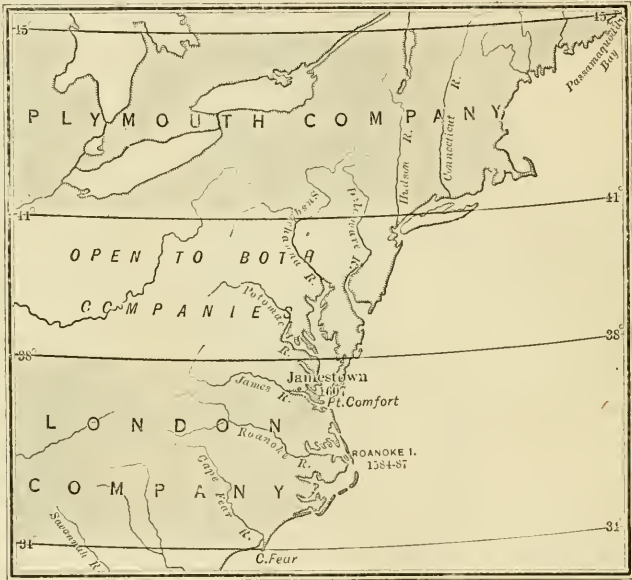 45°
45°
Passamaquoddy
Bay
PLYMOUTH COMPANY
Hudson R.
Connecticut R.
41°
41°
Susquehanna R.
Delaware R.
OPEN TO BOTH
COMPANIES
Potomac R.
38°
38°
Jamestown
1607
James R.
Pt. Comfort
LONDON
Roanoke R.
ROANOKE I.
1584-87
Cape Fear R.
COMPANY
Savannah R.
34°
34°
C. Fear